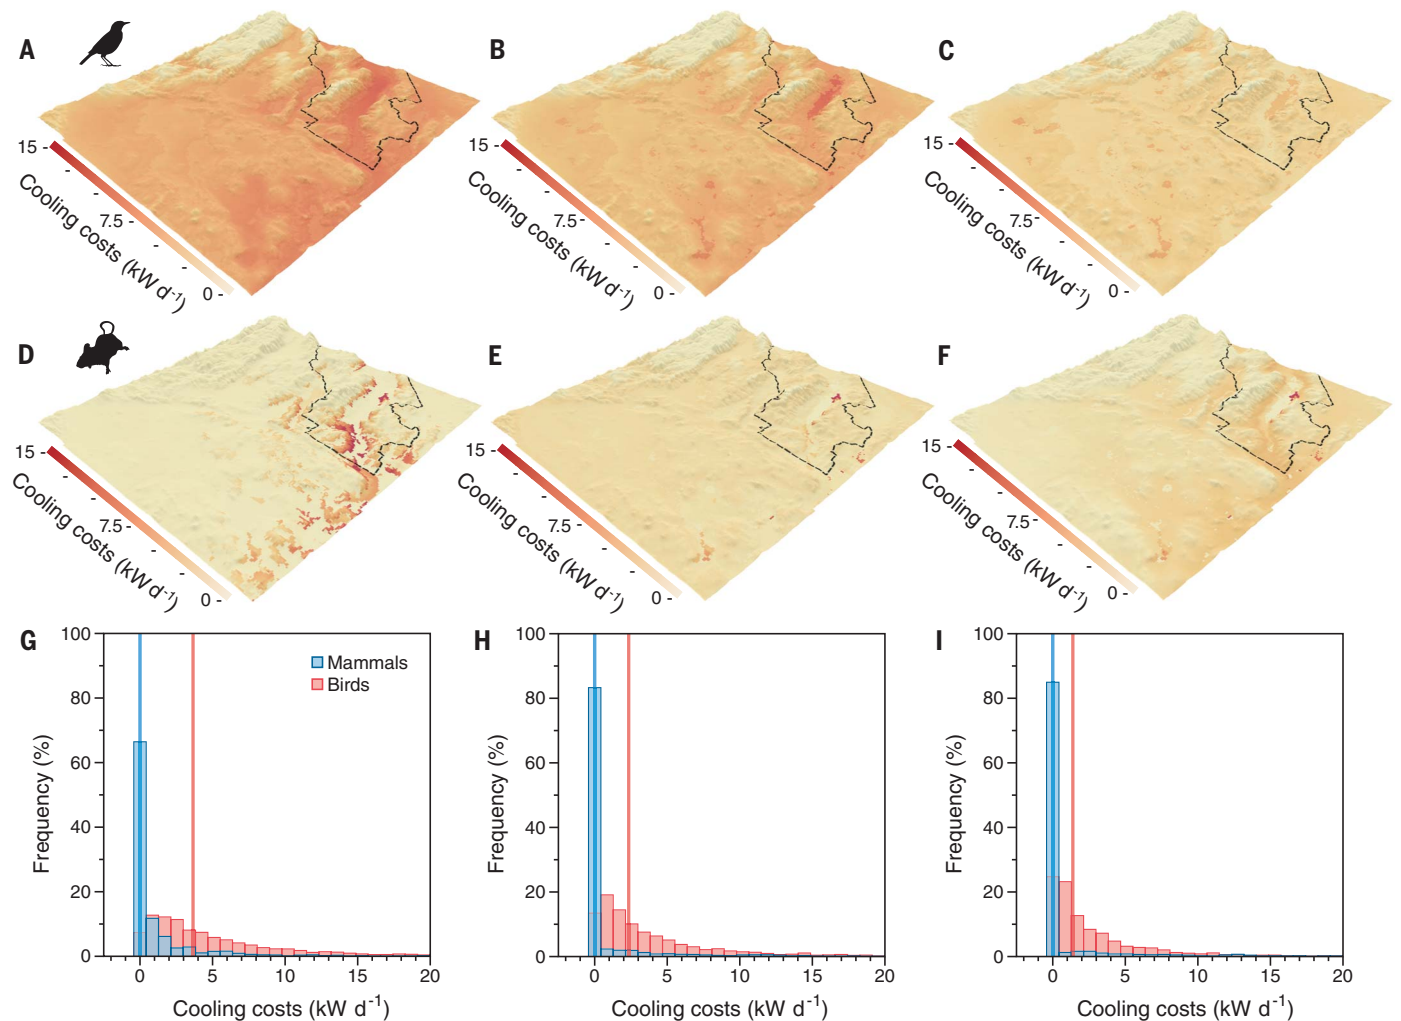 A
B
C
15 -
7.5 -
0 -
Cooling costs (kW d-1)
15 -
7.5 -
0 -
Cooling costs (kW d-1)
15 -
7.5 -
0 -
Cooling costs (kW d-1)
D
E
F
15 -
7.5 -
0 -
Cooling costs (kW d-1)
15 -
7.5 -
0 -
Cooling costs (kW d-1)
15 -
7.5 -
0 -
Cooling costs (kW d-1)
G
100
80
60
40
20
0
Frequency (%)
Mammals
Birds
0 5 10 15 20
Cooling costs (kW d-1)
H
100
80
60
40
20
0
Frequency (%)
0 5 10 15 20
Cooling costs (kW d-1)
I
100
80
60
40
20
0
Frequency (%)
0 5 10 15 20
Cooling costs (kW d-1)